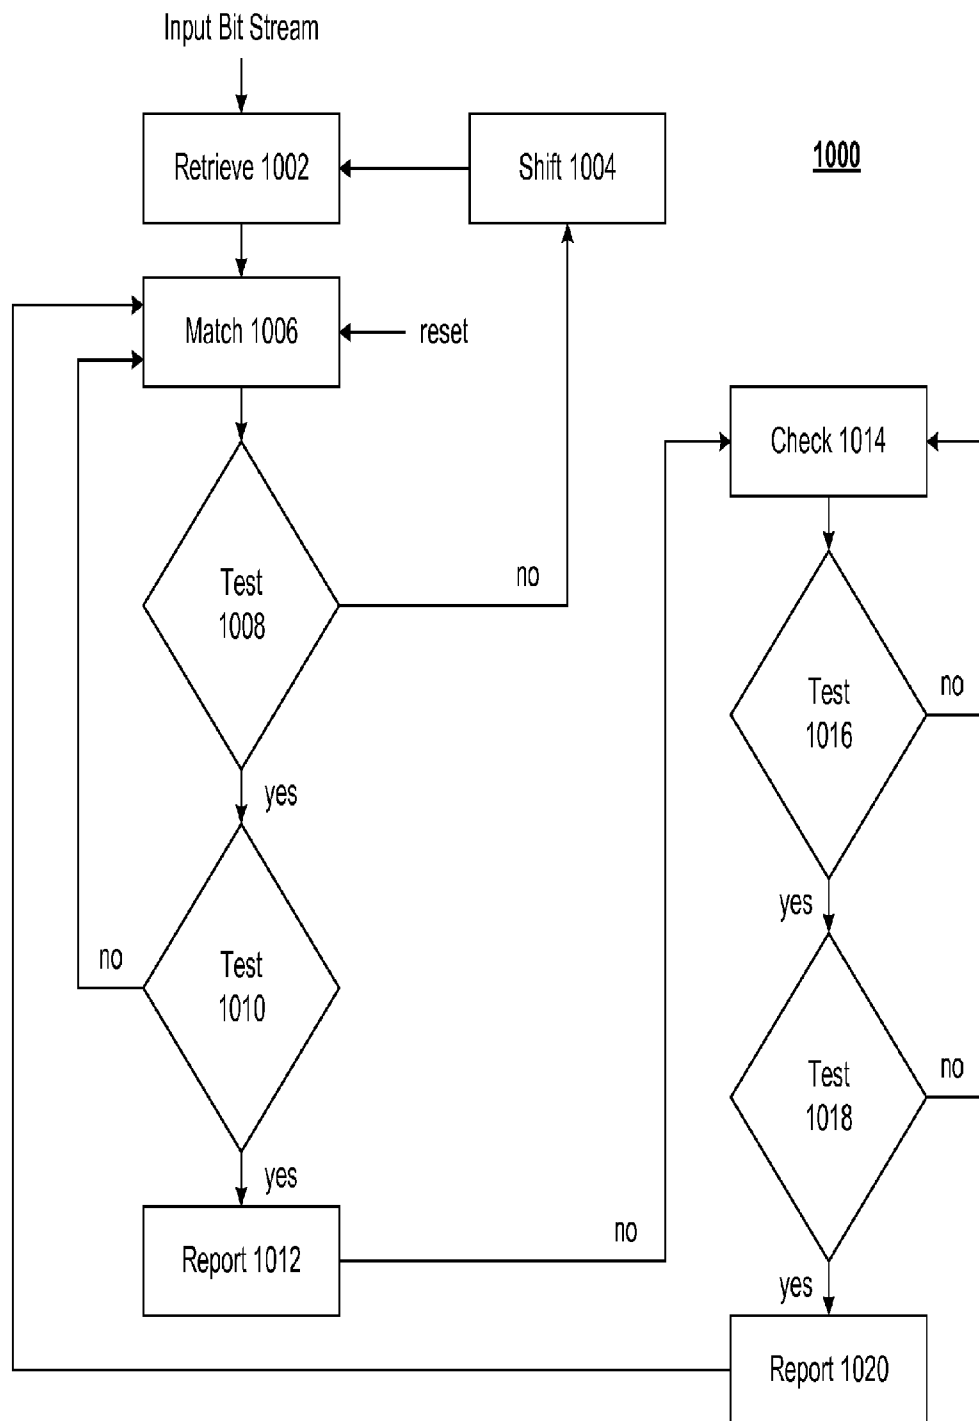 Input Bit Stream
Retrieve 1002
Shift 1004
1000
Match 1006
reset
Check 1014
Test
1008
no
Test
1016
no
yes
yes
Test
1010
no
Test
1018
no
yes
Report 1012
no
yes
Report 1020